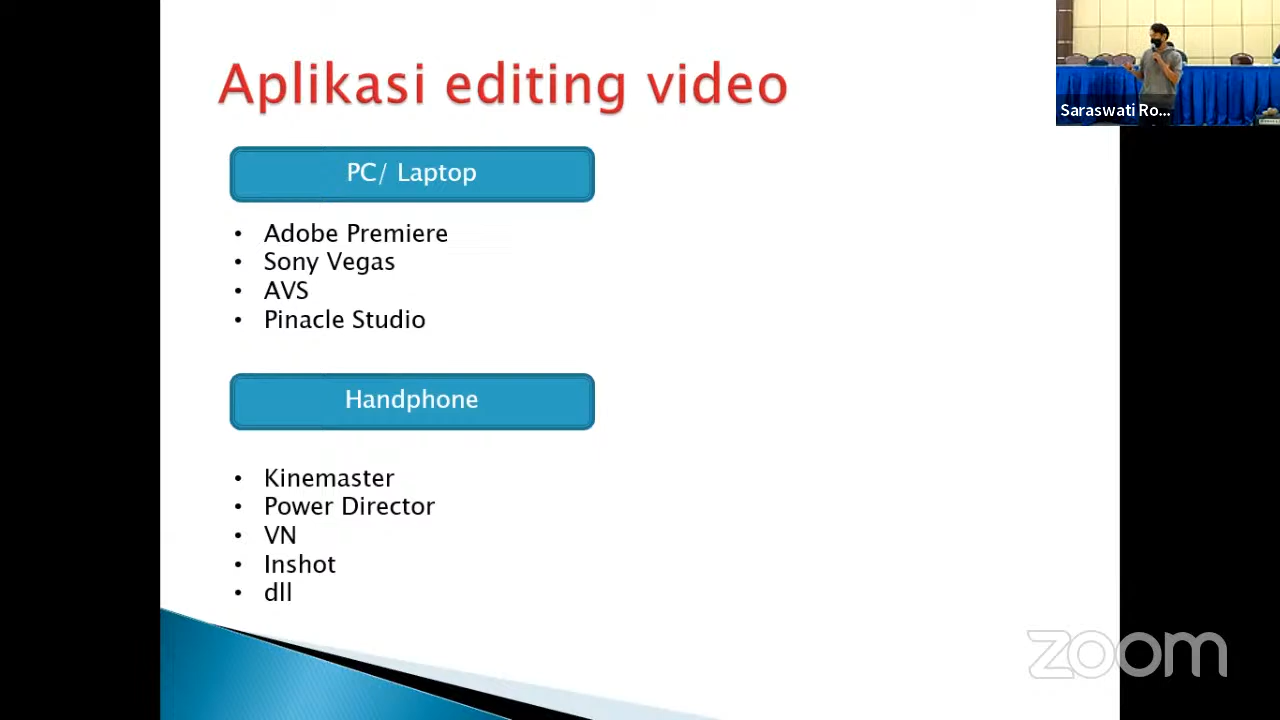 Aplikasi editing video
Saraswati Ro...
PC/ Laptop
• Adobe Premiere
• Sony Vegas
• AVS
• Pinacle Studio
Handphone
• Kinemaster
• Power Director
• VN
• Inshot
• dll
zoom